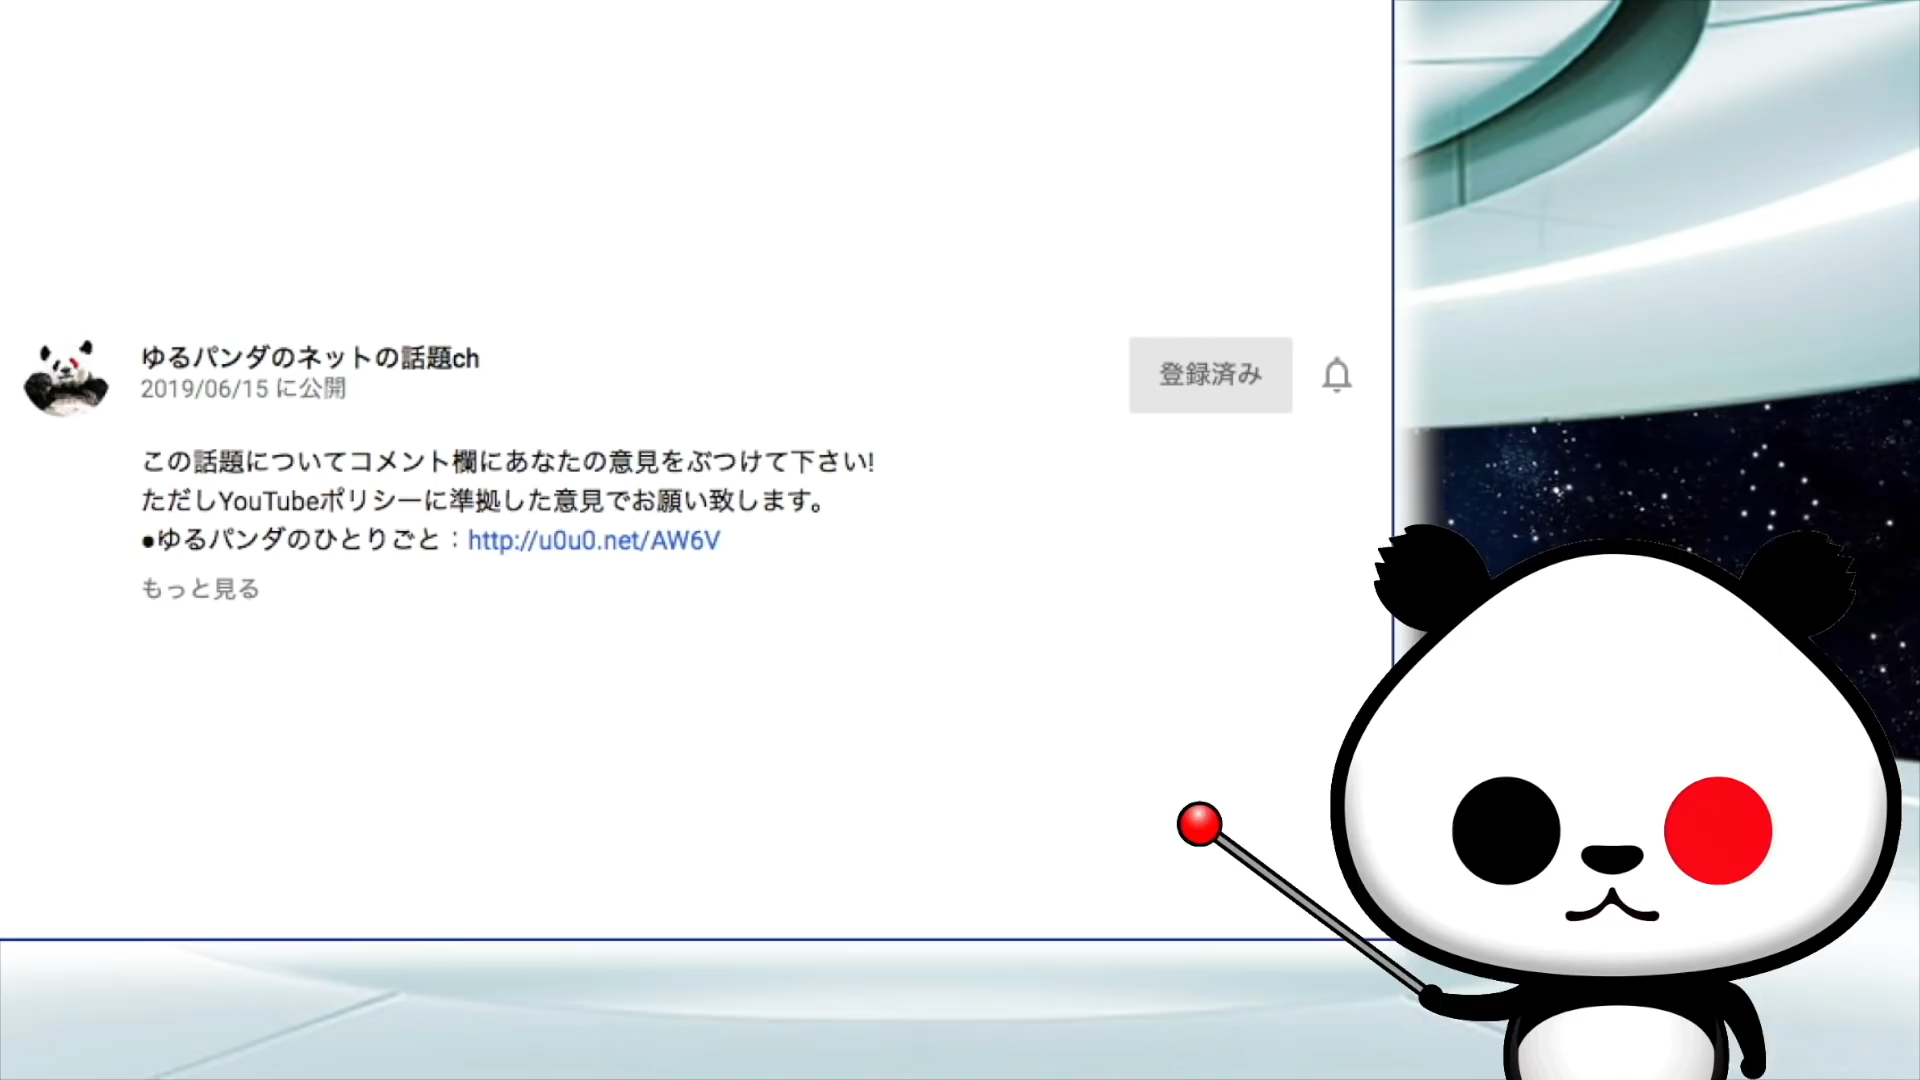 ゆるパンダのネットの話題ch
2019/06/15 に公開
登録済み
この話題についてコメント欄にあなたの意見をぶつけて下さい!
ただしYouTubeポリシーに準拠した意見でお願い致します。
●ゆるパンダのひとりごと：http://u0u0.net/AW6V
もっと見る